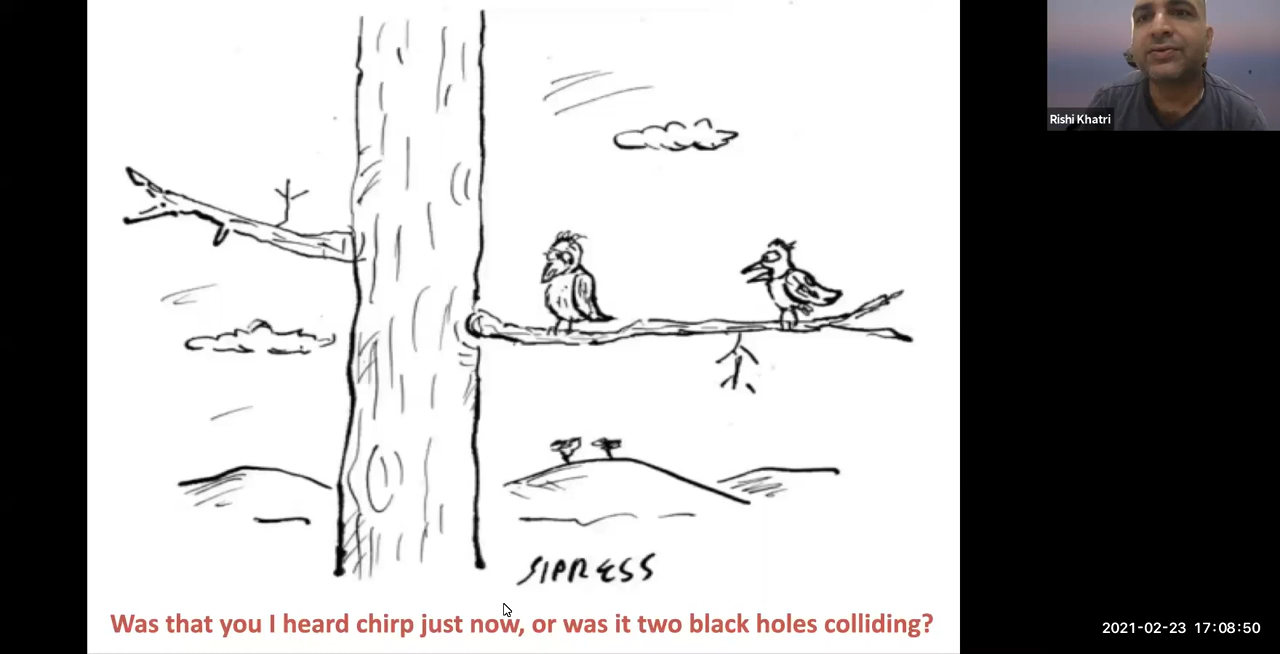 Rishi Khatri
SIPRESS
Was that you I heard chirp just now, or was it two black holes colliding?
2021-02-23 17:08:50